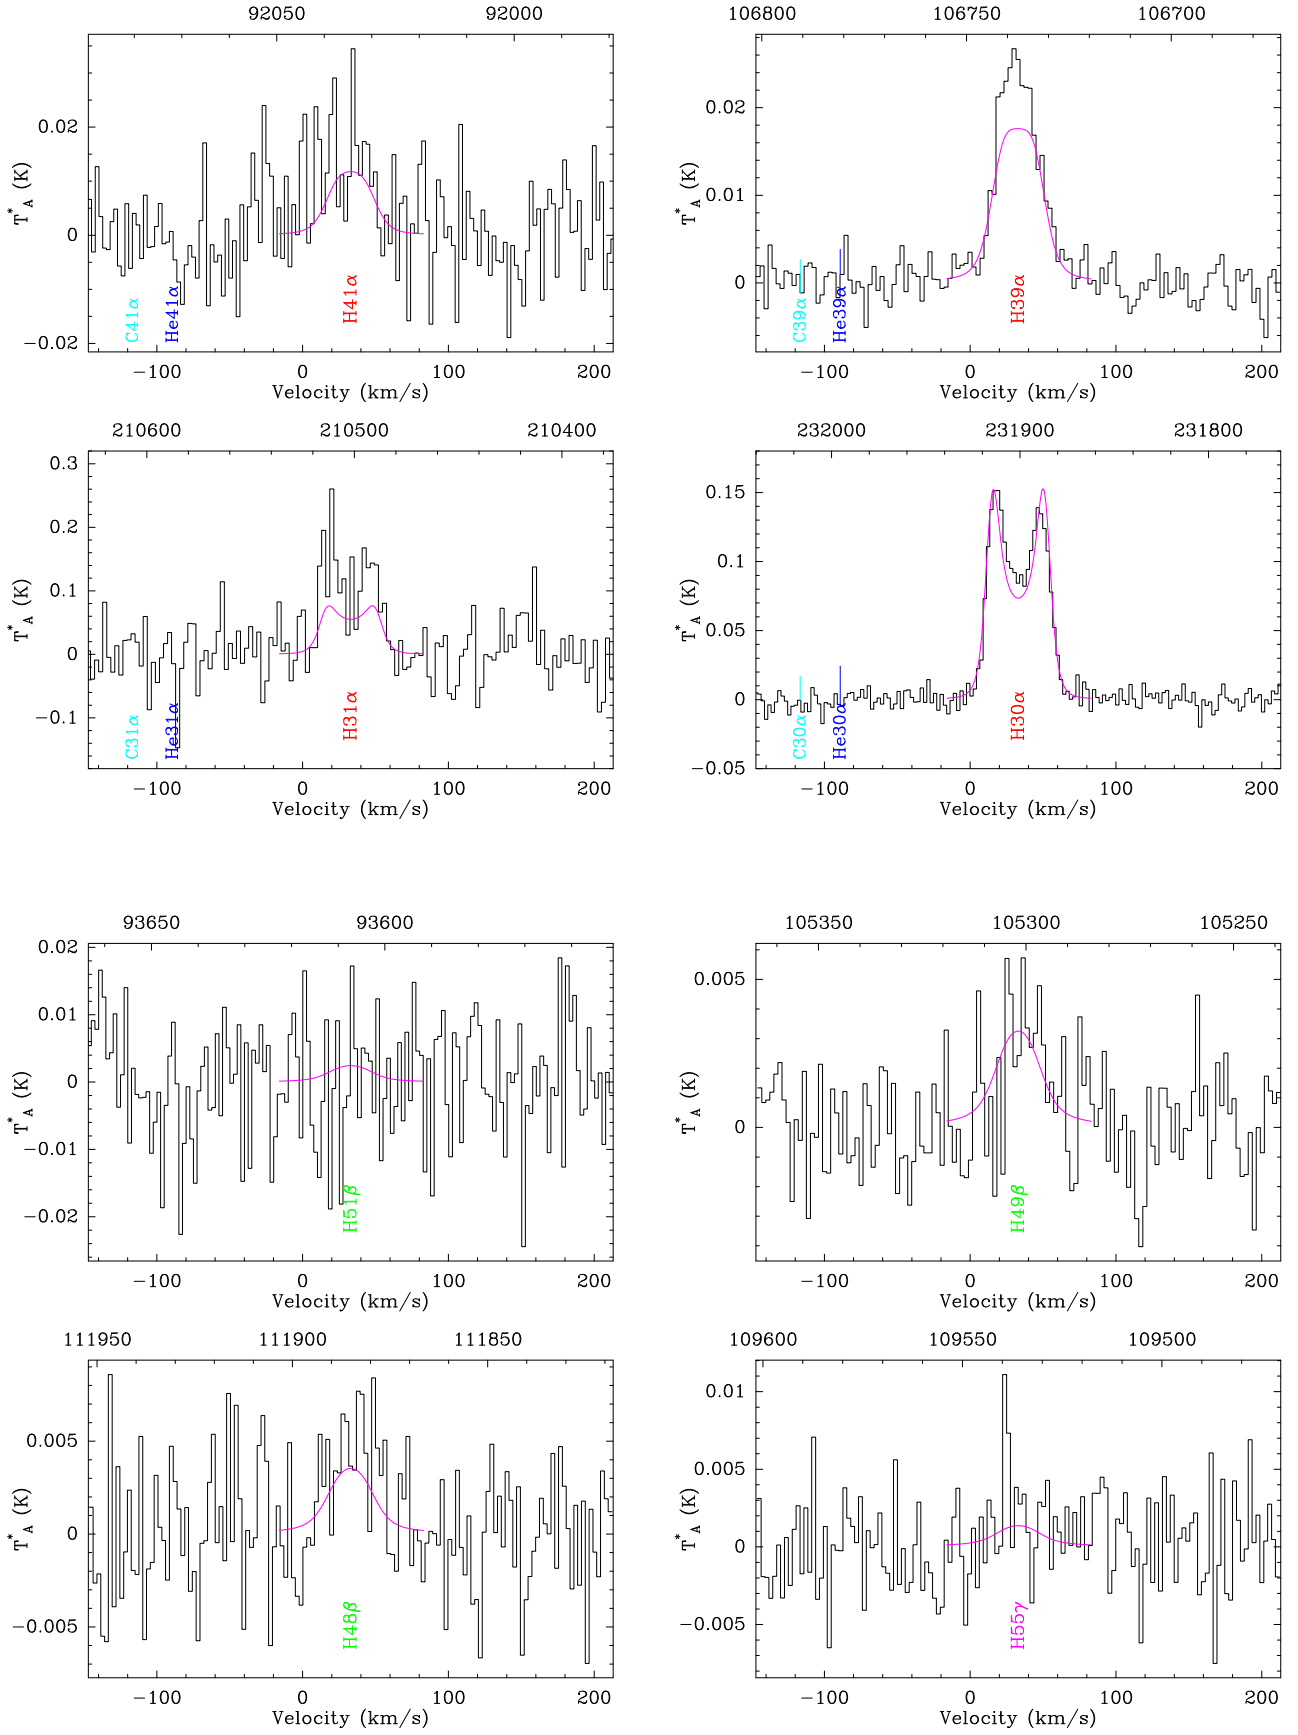 92050 92000
0.02
0
−0.02
T*A (K)
C41α
He41α
H41α
−100 0 100 200
Velocity (km/s)
106800 106750 106700
0.02
0.01
0
T*A (K)
C39α
He39α
H39α
−100 0 100 200
Velocity (km/s)
210600 210500 210400
0.3
0.2
0.1
0
−0.1
T*A (K)
C31α
He31α
H31α
−100 0 100 200
Velocity (km/s)
232000 231900 231800
0.15
0.1
0.05
0
−0.05
T*A (K)
C30α
He30α
H30α
−100 0 100 200
Velocity (km/s)
93650 93600
0.02
0.01
0
−0.01
−0.02
T*A (K)
H51β
−100 0 100 200
Velocity (km/s)
105350 105300 105250
0.005
0
T*A (K)
H49β
−100 0 100 200
Velocity (km/s)
111950 111900 111850
0.005
0
−0.005
T*A (K)
H48β
−100 0 100 200
Velocity (km/s)
109600 109550 109500
0.01
0.005
0
−0.005
T*A (K)
H55γ
−100 0 100 200
Velocity (km/s)